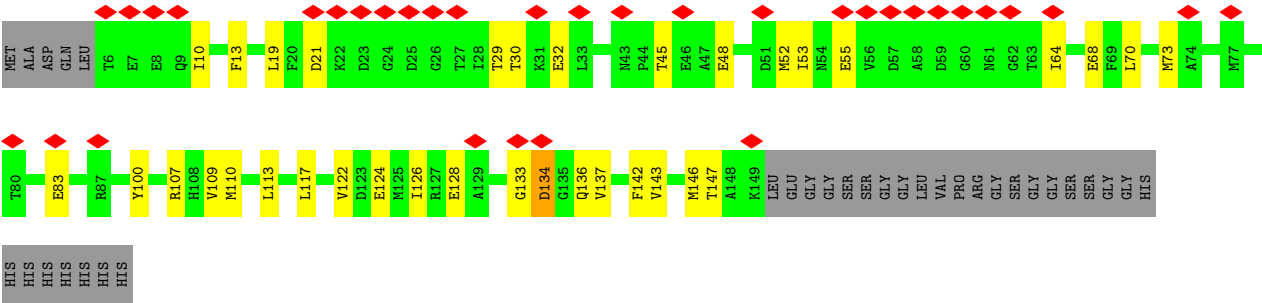 MET ALA ASP GLN LEU T6 E7 E8 Q9 I10 F13 L19 F20 D21 K22 D23 G24 D25 G26 T27 I28 T29 T30 K31 E32 L33 N43 P44 T45 E46 A47 E48 D51 M52 I53 N54 E55 V56 D57 A58 D59 G60 N61 G62 T63 I64 E68 F69 L70 M73 A74 M77
T80 E83 R87 Y100 R107 H108 V109 M110 L113 L117 V122 D123 E124 M125 I126 R127 E128 A129 G133 D134 G135 Q136 V137 F142 V143 M146 T147 A148 K149 LEU GLU GLY GLY SER SER GLY GLY LEU VAL PRO ARG GLY SER GLY GLY SER SER GLY GLY HIS
HIS HIS HIS HIS HIS HIS HIS